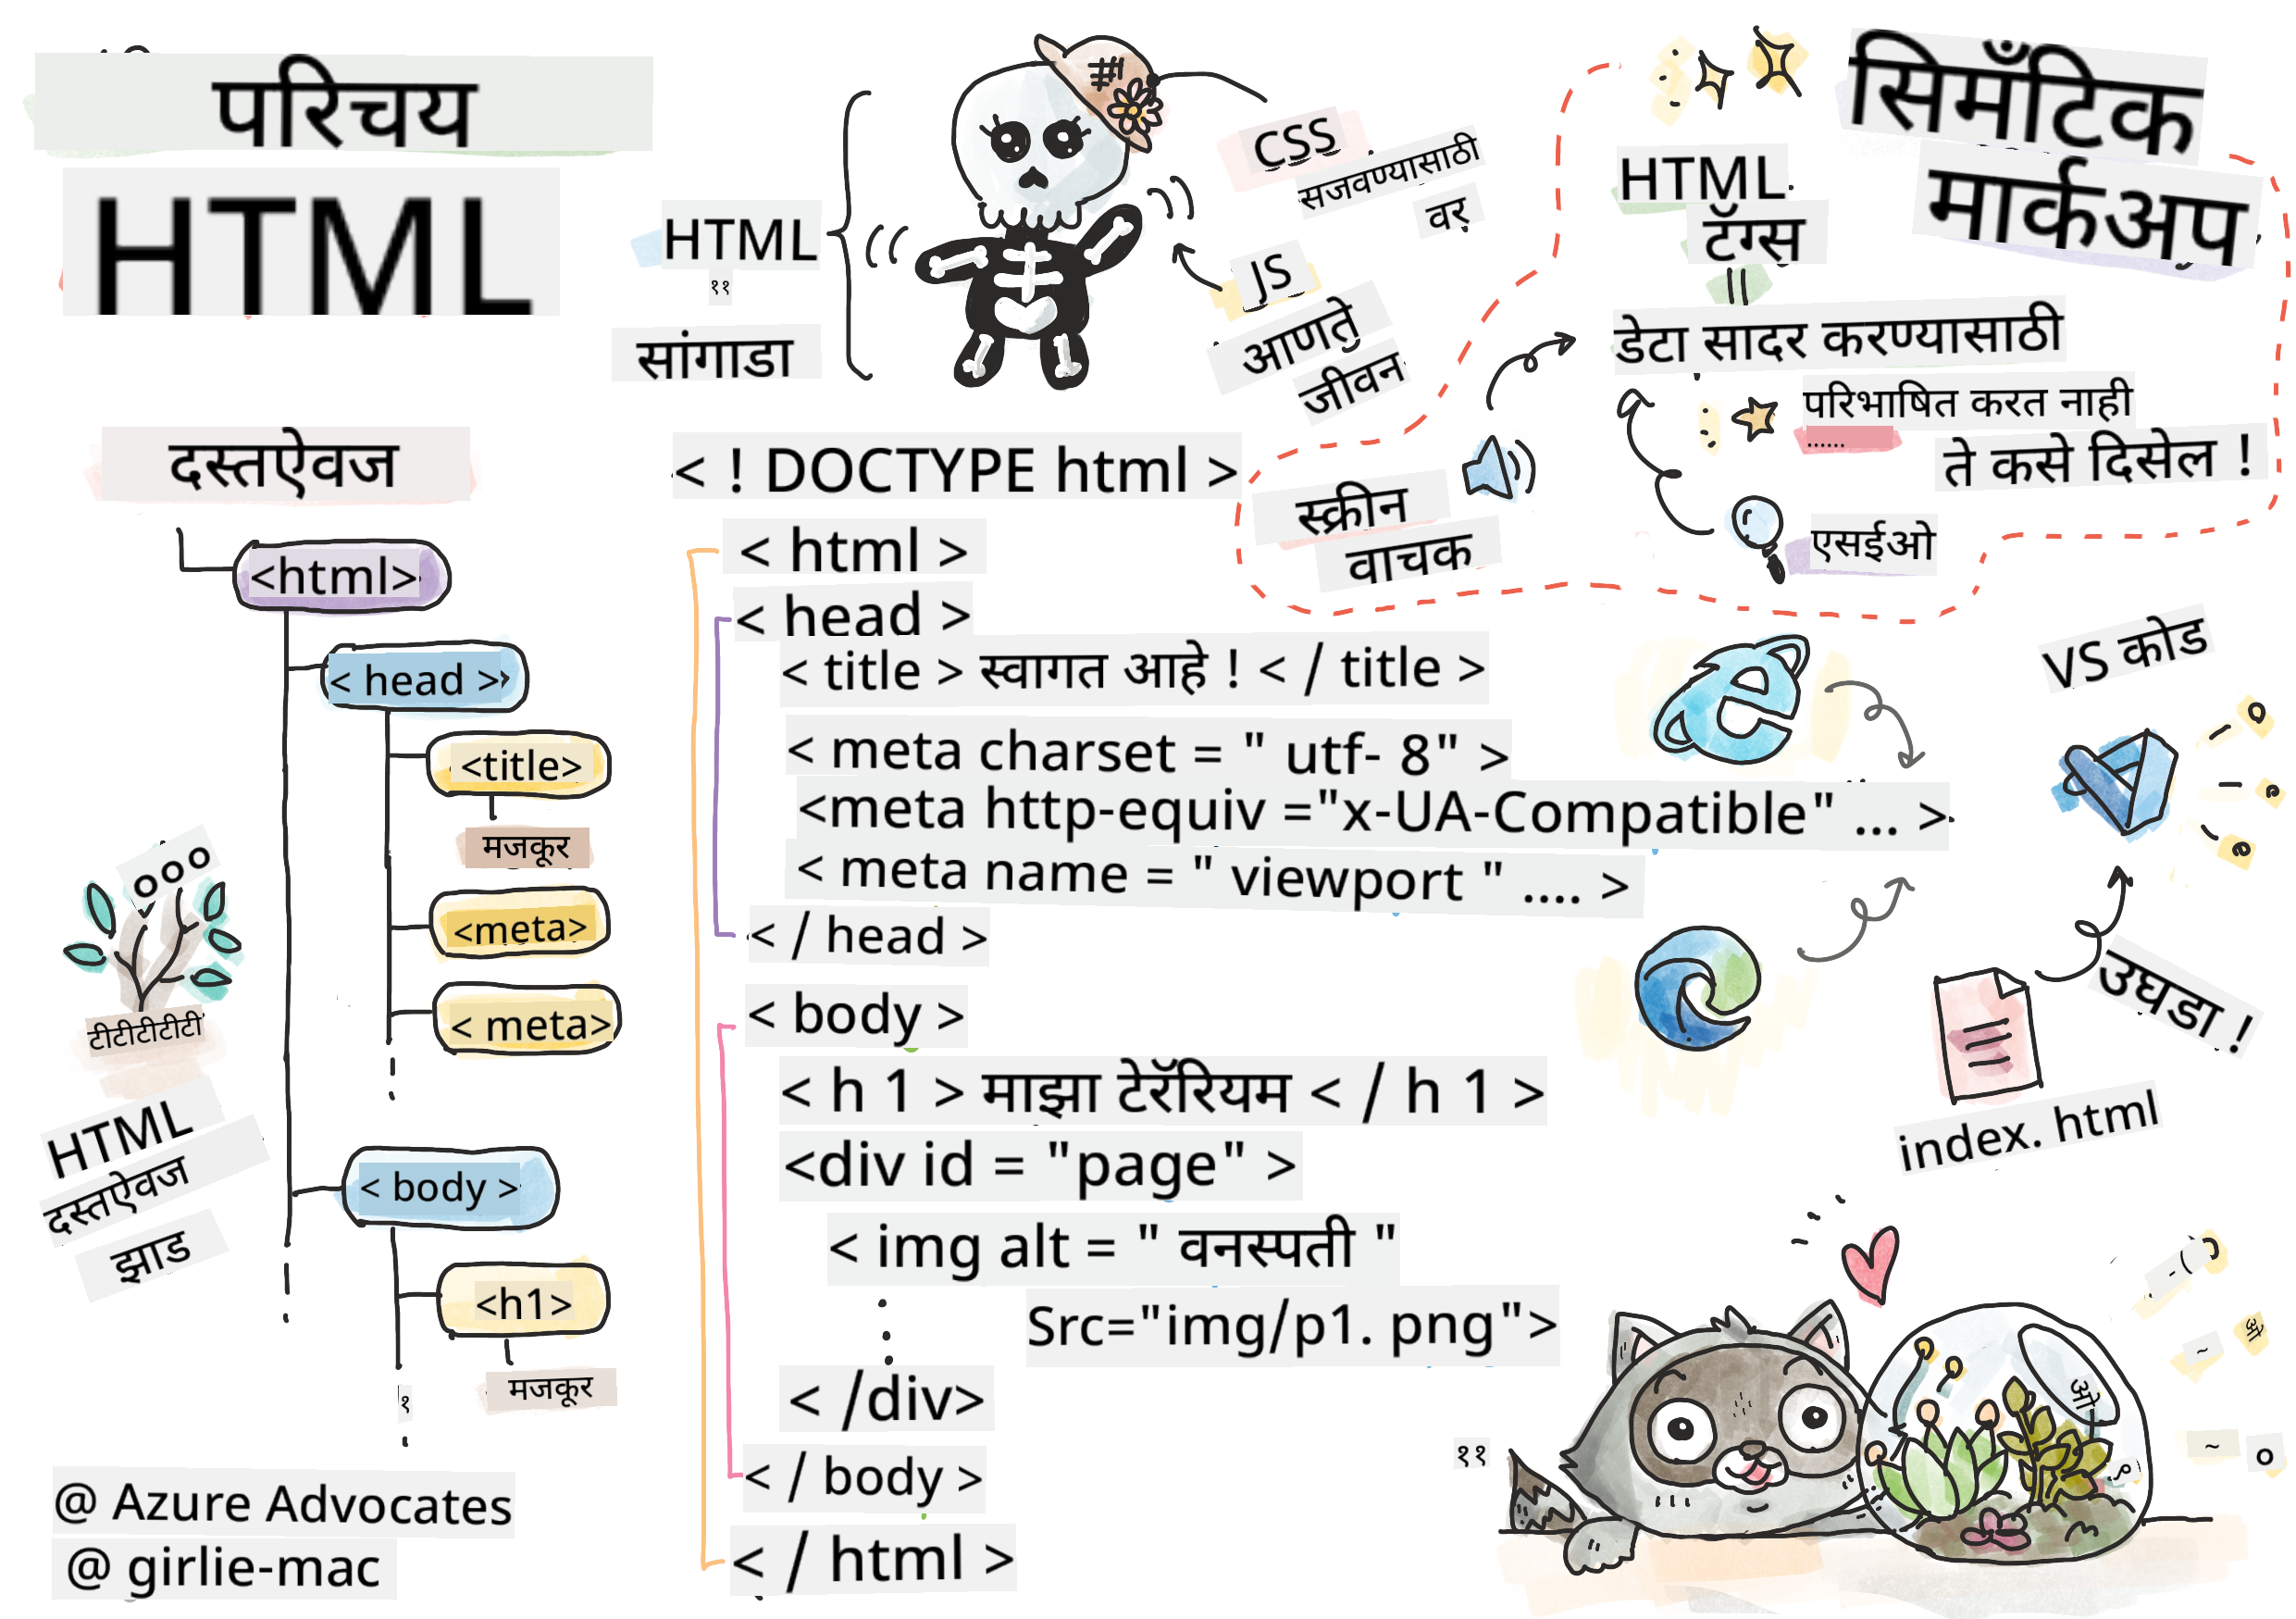 परिचय
HTML
HTML
११
सांगाडा
CSS
सजवण्यासाठी
वर
JS
आणते
जीवन
सिमँटिक
मार्कअप
HTML
टॅग्स
||
डेटा सादर करण्यासाठी
परिभाषित करत नाही
......
ते कसे दिसेल !
स्क्रीन
वाचक
एसईओ
दस्तऐवज
<html>
< head >
<title>
मजकूर
<meta>
< meta>
< body >
<h1>
मजकूर
१
ooo
टीटीटीटीटी
HTML
दस्तऐवज
झाड
@ Azure Advocates
@ girlie-mac
< ! DOCTYPE html >
< html >
< head >
< title > स्वागत आहे ! < / title >
< meta charset = " utf- 8" >
<meta http-equiv ="x-UA-Compatible" ... >
< meta name = " viewport " .... >
< / head >
< body >
< h 1 > माझा टेरॅरियम < / h 1 >
<div id = "page" >
< img alt = " वनस्पती "
Src="img/p1. png">
< /div>
< / body >
< / html >
VS कोड
उघडा !
index. html
११
- (
~
ओ
ओ
~
o